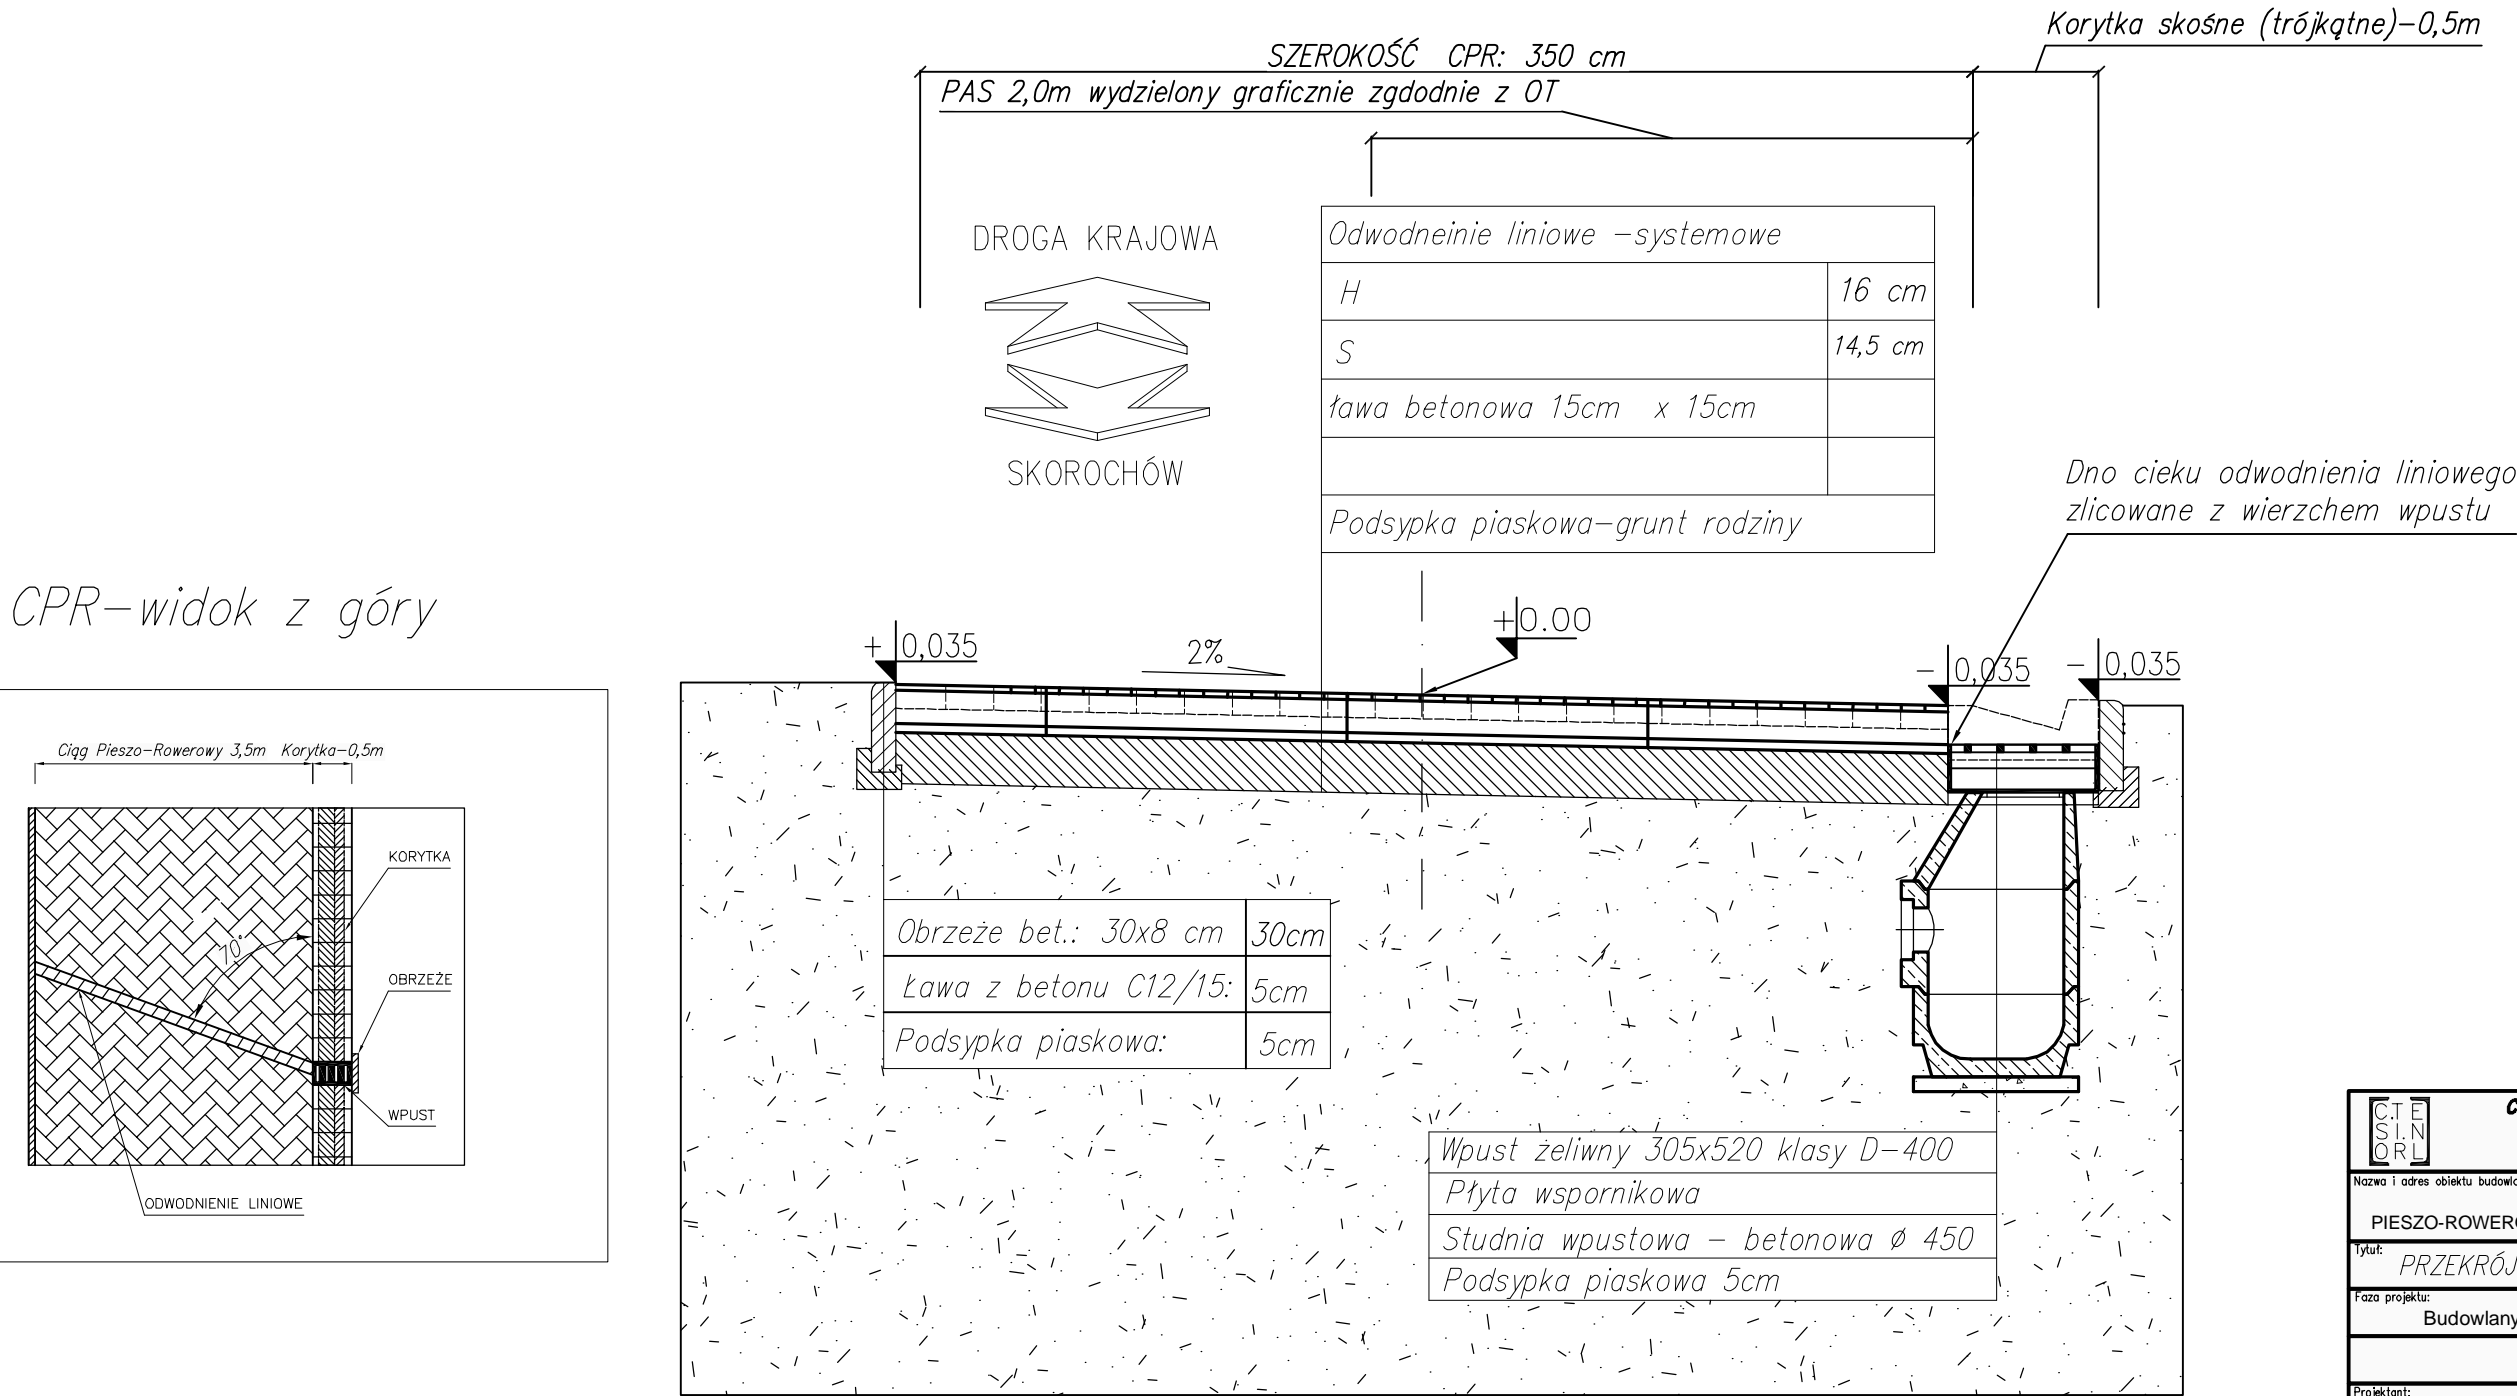 Korytka skośne (trójkątne)-0,5m
SZEROKOŚĆ CPR: 350 cm
PAS 2,0m wydzielony graficznie zgdodnie z OT
DROGA KRAJOWA
SKOROCHÓW
Odwodneinie liniowe -systemowe
H 16 cm
S 14,5 cm
ława betonowa 15cm x 15cm
Podsypka piaskowa-grunt rodziny
Dno cieku odwodnienia liniowego
zlicowane z wierzchem wpustu
CPR-widok z góry
+ 0,035
2%
+0.00
- 0,035
- 0,035
Ciąg Pieszo-Rowerowy 3,5m Korytka-0,5m
KORYTKA
70°
OBRZEŻE
WPUST
ODWODNIENIE LINIOWE
Obrzeże bet.: 30x8 cm 30cm
Ława z betonu C12/15: 5cm
Podsypka piaskowa: 5cm
Wpust żeliwny 305x520 klasy D-400
Płyta wspornikowa
Studnia wpustowa - betonowa ø 450
Podsypka piaskowa 5cm
C.T E
S I.N
O R L
Nazwa i adres obiektu budowla
PIESZO-ROWERO
Tytuł:
PRZEKRÓJ
Faza projektu:
Budowlany
Projektant: